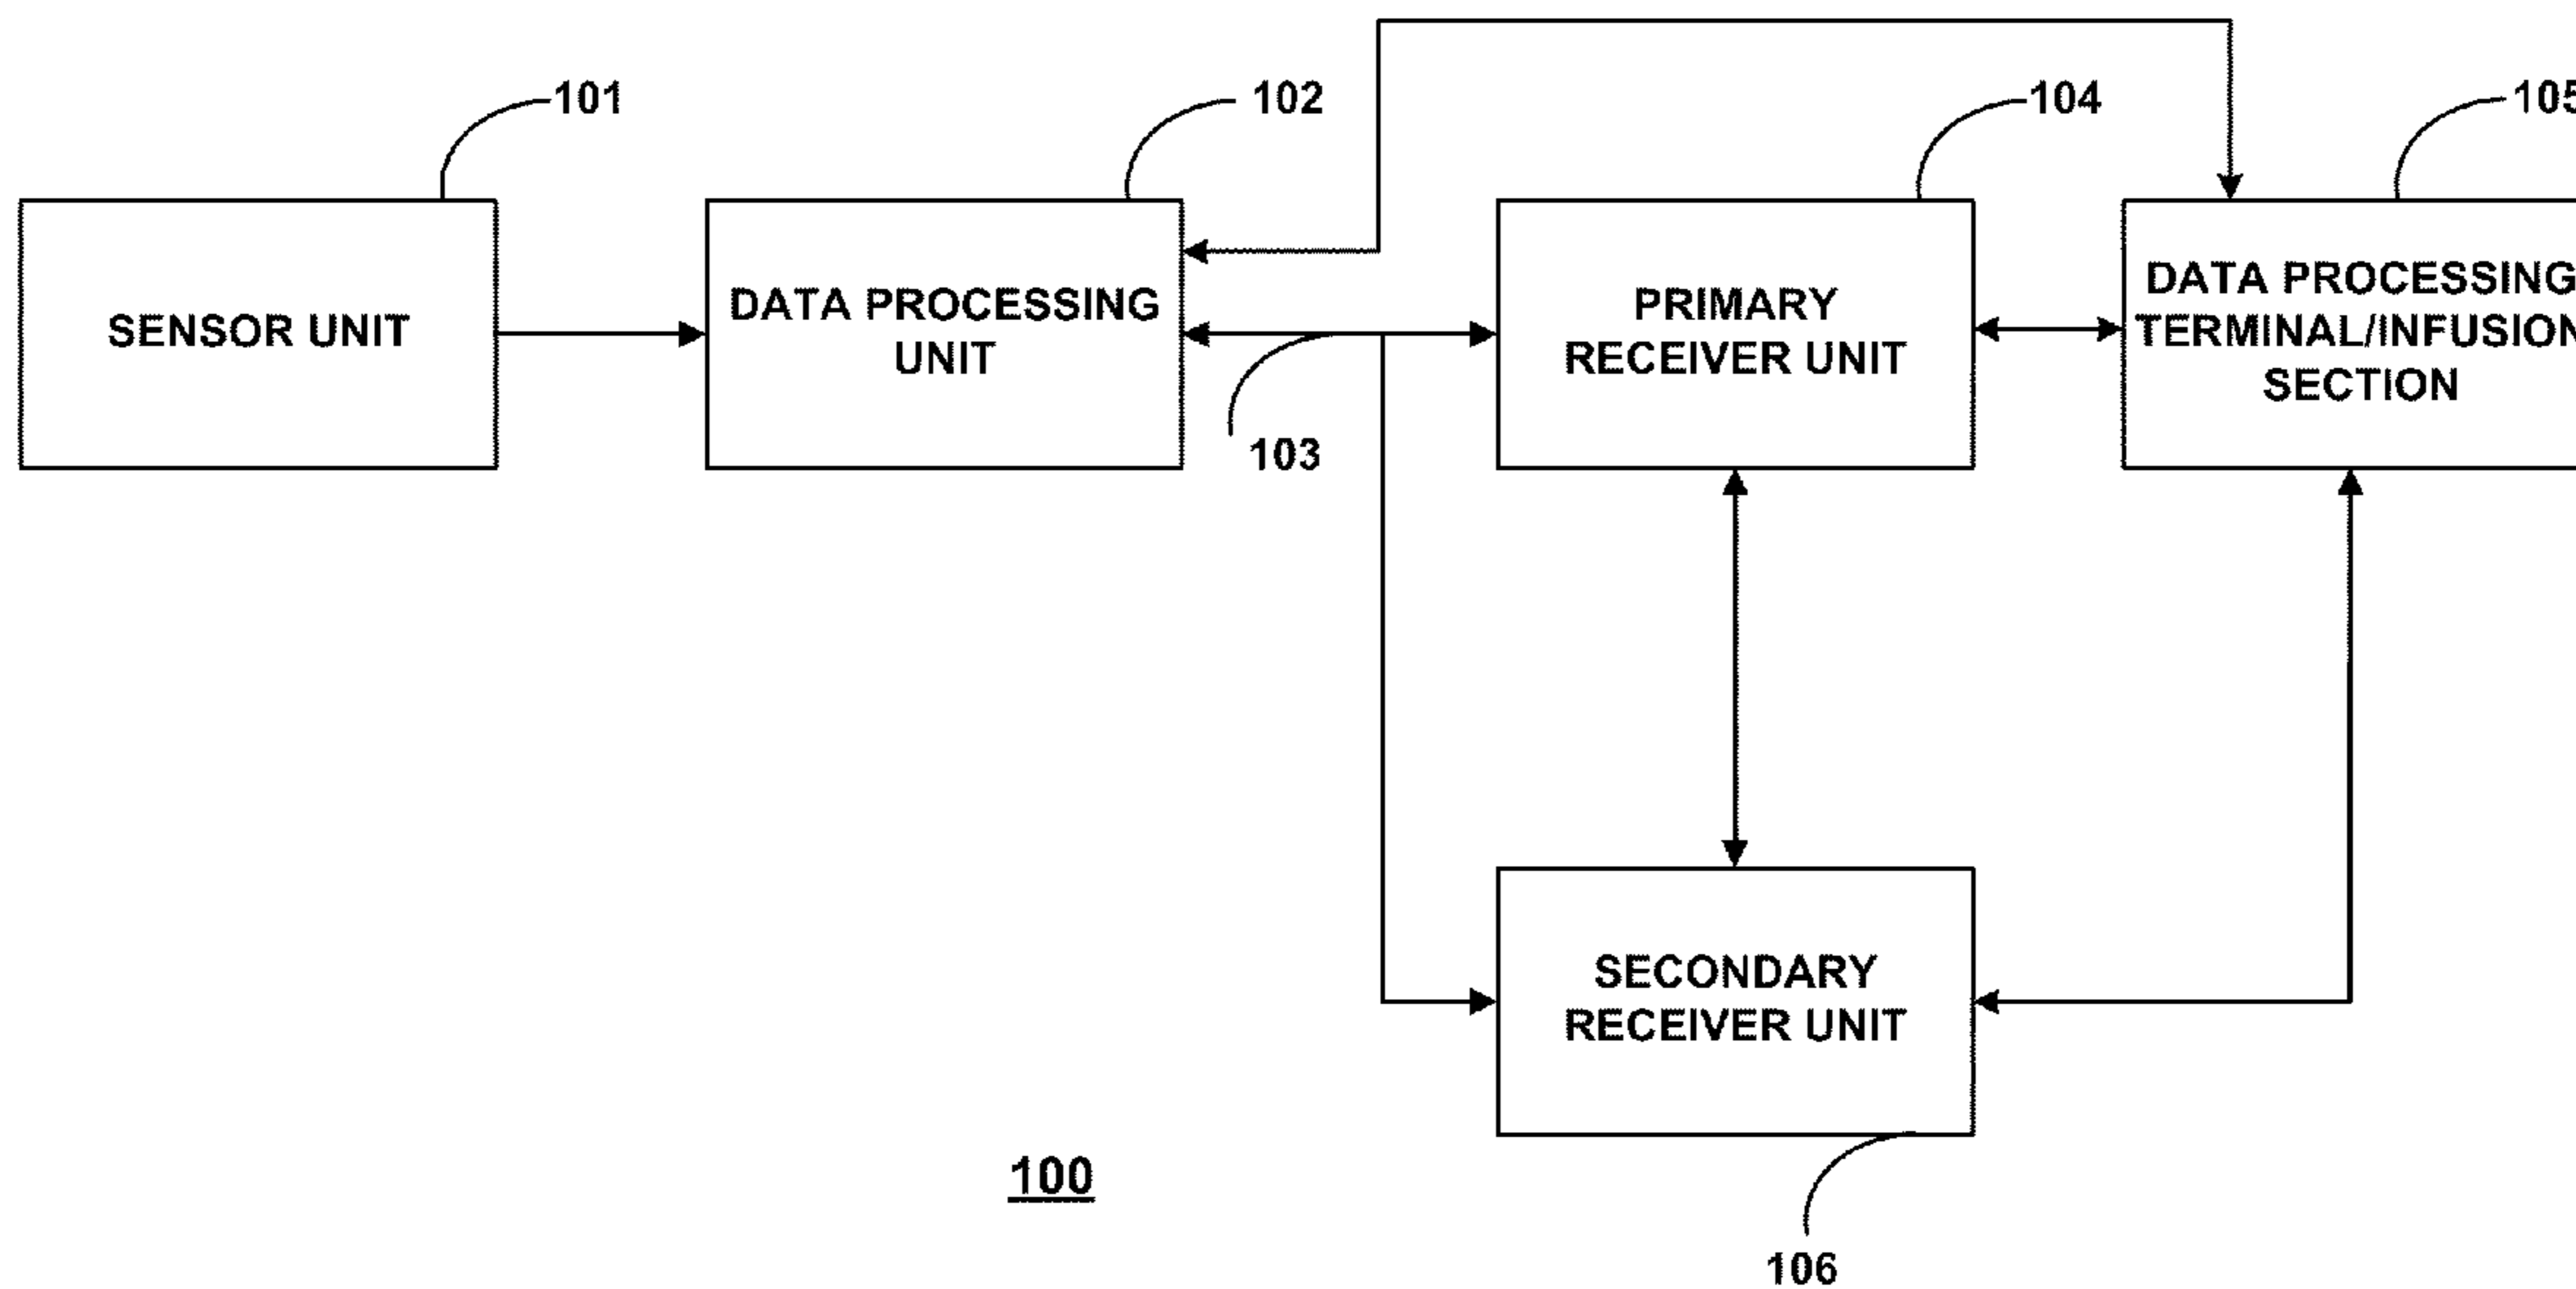 101
102
104
105
SENSOR UNIT
DATA PROCESSING
UNIT
PRIMARY
RECEIVER UNIT
DATA PROCESSING
TERMINAL/INFUSION
SECTION
103
SECONDARY
RECEIVER UNIT
100
106